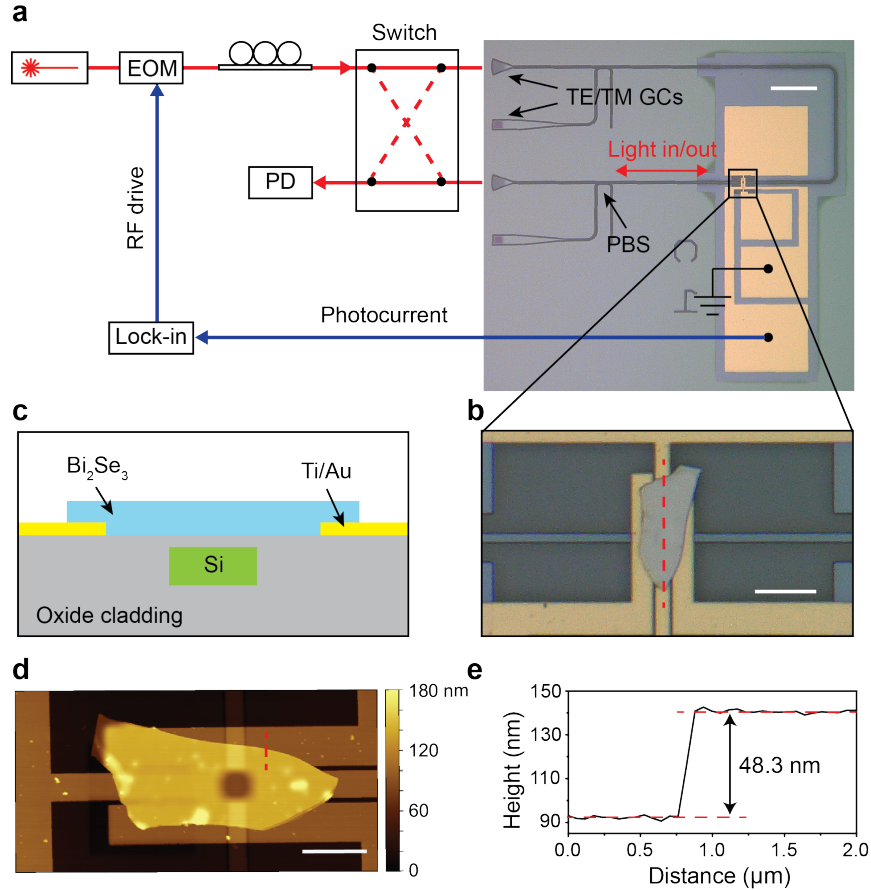 a
Switch
EOM
TE/TM GCs
Light in/out
PD
PBS
RF drive
C
Photocurrent
Lock-in
c
b
Bi₂Se₃
Ti/Au
Si
Oxide cladding
d
e
180 nm
120
60
0
Height (nm)
150
130
110
90
48.3 nm
0.0 0.5 1.0 1.5 2.0
Distance (µm)